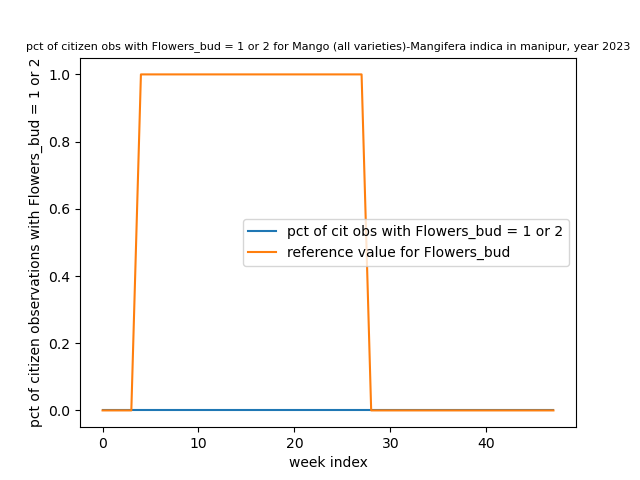 pct of citizen obs with Flowers_bud = 1 or 2 for Mango (all varieties)-Mangifera indica in manipur, year 2023
pct of citizen observations with Flowers_bud = 1 or 2
1.0
0.8
0.6
0.4
0.2
0.0
pct of cit obs with Flowers_bud = 1 or 2
reference value for Flowers_bud
0 10 20 30 40
week index